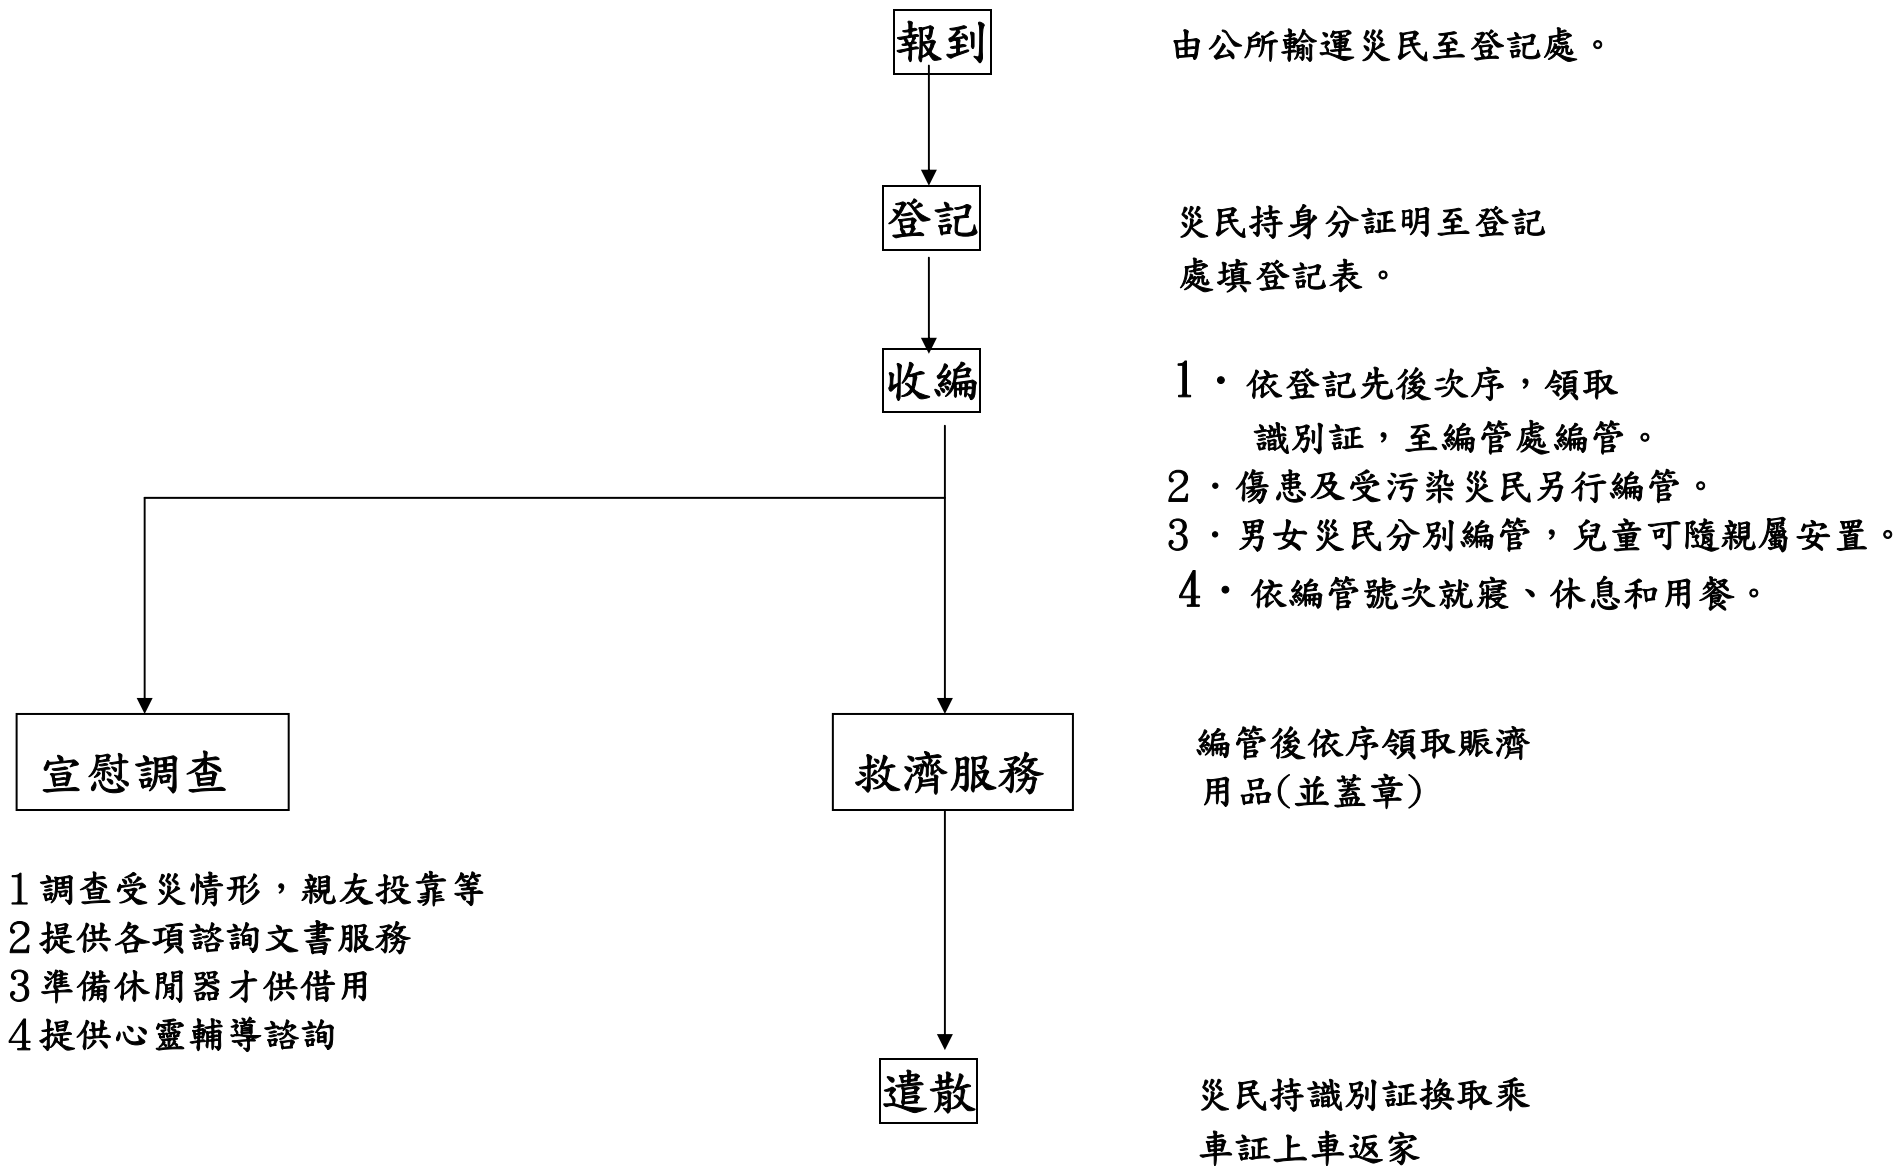 報到
由公所輸運災民至登記處。
登記
災民持身分証明至登記
處填登記表。
收編
1．依登記先後次序，領取
識別証，至編管處編管。
2．傷患及受污染災民另行編管。
3．男女災民分別編管，兒童可隨親屬安置。
4．依編管號次就寢、休息和用餐。
宣慰調查
救濟服務
編管後依序領取賑濟
用品(並蓋章)
1調查受災情形，親友投靠等
2提供各項諮詢文書服務
3準備休閒器才供借用
4提供心靈輔導諮詢
遣散
災民持識別証換取乘
車証上車返家